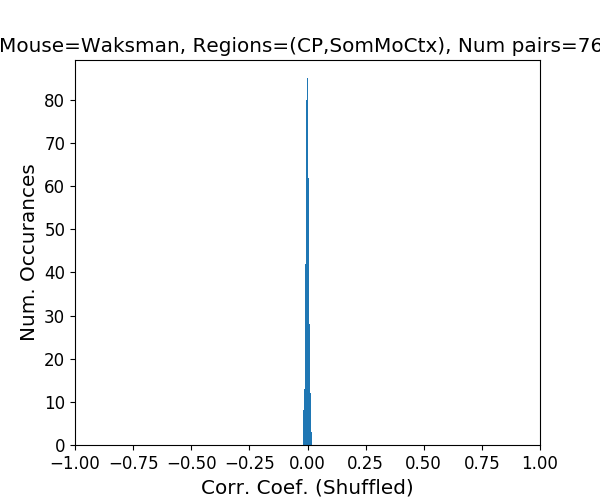 Mouse=Waksman, Regions=(CP,SomMoCtx), Num pairs=76
Num. Occurances
80
70
60
50
40
30
20
10
0
−1.00 −0.75 −0.50 −0.25 0.00 0.25 0.50 0.75 1.00
Corr. Coef. (Shuffled)